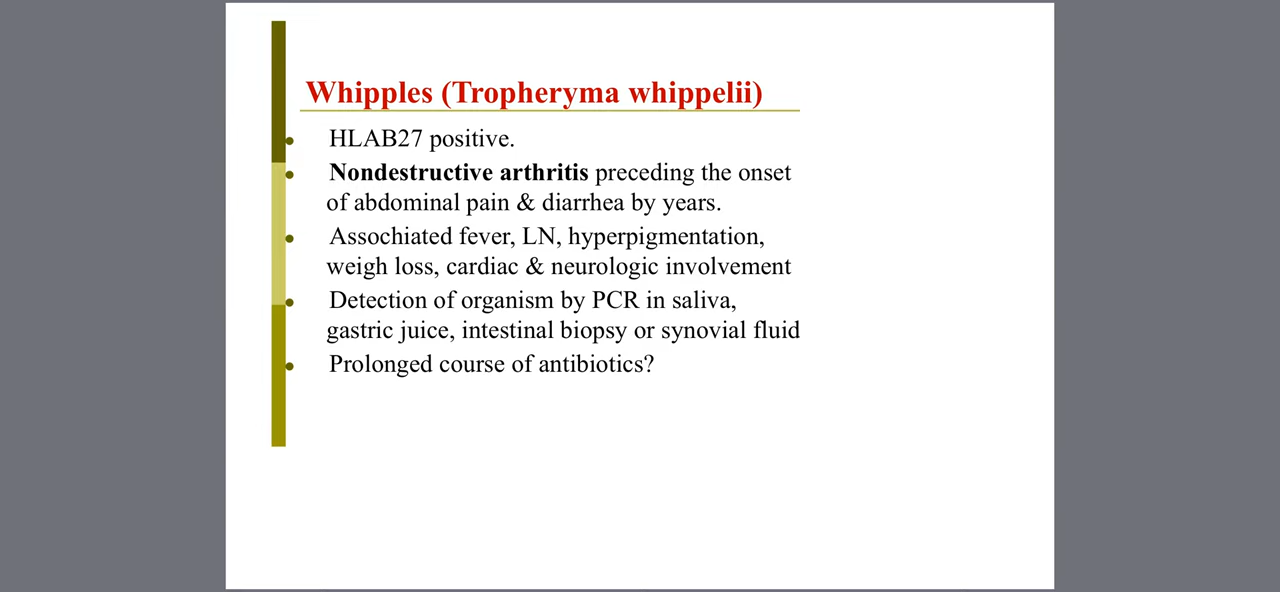 Whipples (Tropheryma whippelii)
HLAB27 positive.
Nondestructive arthritis preceding the onset
of abdominal pain & diarrhea by years.
Assochiated fever, LN, hyperpigmentation,
weigh loss, cardiac & neurologic involvement
Detection of organism by PCR in saliva,
gastric juice, intestinal biopsy or synovial fluid
Prolonged course of antibiotics?